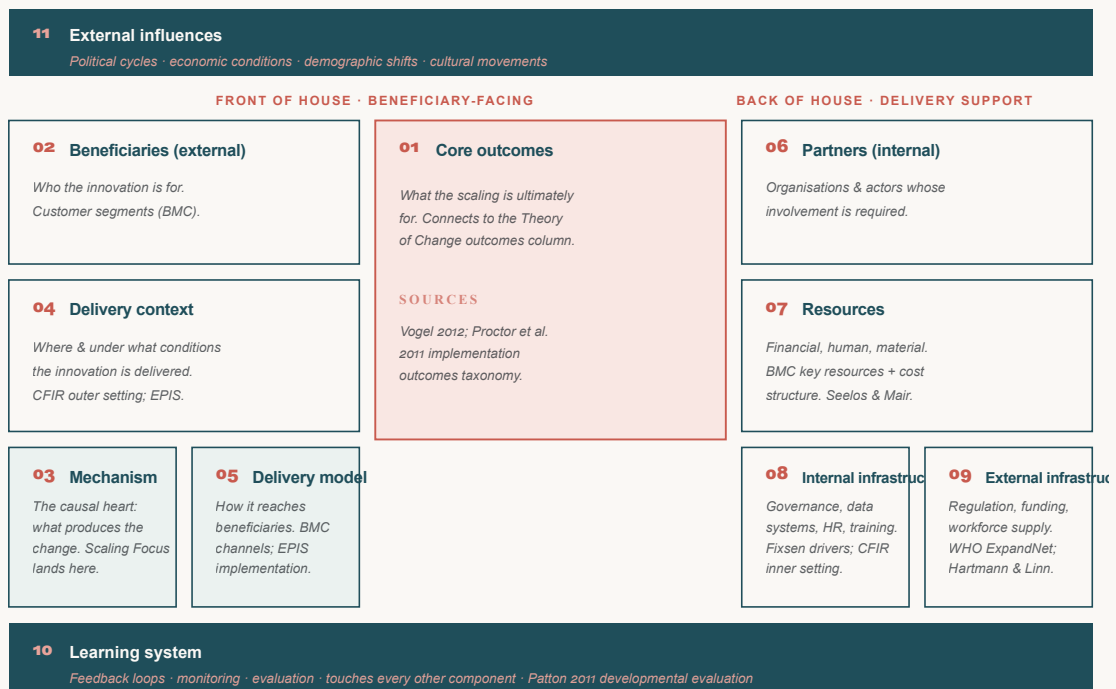 11 External influences
Political cycles · economic conditions · demographic shifts · cultural movements
FRONT OF HOUSE · BENEFICIARY-FACING
BACK OF HOUSE · DELIVERY SUPPORT
02 Beneficiaries (external)
Who the innovation is for.
Customer segments (BMC).
01 Core outcomes
What the scaling is ultimately
for. Connects to the Theory
of Change outcomes column.
SOURCES
Vogel 2012; Proctor et al.
2011 implementation
outcomes taxonomy.
06 Partners (internal)
Organisations & actors whose
involvement is required.
04 Delivery context
Where & under what conditions
the innovation is delivered.
CFIR outer setting; EPIS.
07 Resources
Financial, human, material.
BMC key resources + cost
structure. Seelos & Mair.
03 Mechanism
The causal heart:
what produces the
change. Scaling Focus
lands here.
05 Delivery model
How it reaches
beneficiaries. BMC
channels; EPIS
implementation.
08 Internal infrastruc
Governance, data
systems, HR, training.
Fixsen drivers; CFIR
inner setting.
09 External infrastruc
Regulation, funding,
workforce supply.
WHO ExpandNet;
Hartmann & Linn.
10 Learning system
Feedback loops · monitoring · evaluation · touches every other component · Patton 2011 developmental evaluation